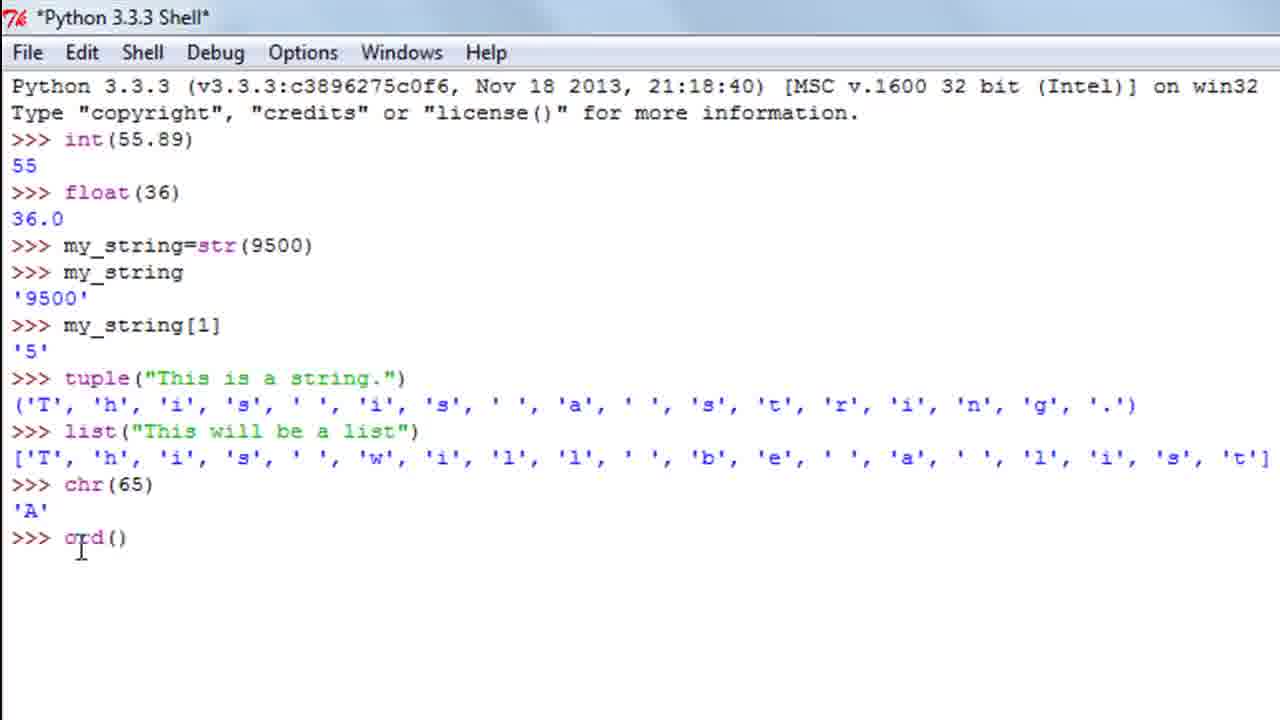 *Python 3.3.3 Shell*
File Edit Shell Debug Options Windows Help
Python 3.3.3 (v3.3.3:c3896275c0f6, Nov 18 2013, 21:18:40) [MSC v.1600 32 bit (Intel)] on win32
Type "copyright", "credits" or "license()" for more information.
>>> int(55.89)
55
>>> float(36)
36.0
>>> my_string=str(9500)
>>> my_string
'9500'
>>> my_string[1]
'5'
>>> tuple("This is a string.")
('T', 'h', 'i', 's', ' ', 'i', 's', ' ', 'a', ' ', 's', 't', 'r', 'i', 'n', 'g', '.')
>>> list("This will be a list")
['T', 'h', 'i', 's', ' ', 'w', 'i', 'l', 'l', ' ', 'b', 'e', ' ', 'a', ' ', 'l', 'i', 's', 't']
>>> chr(65)
'A'
>>> ord()